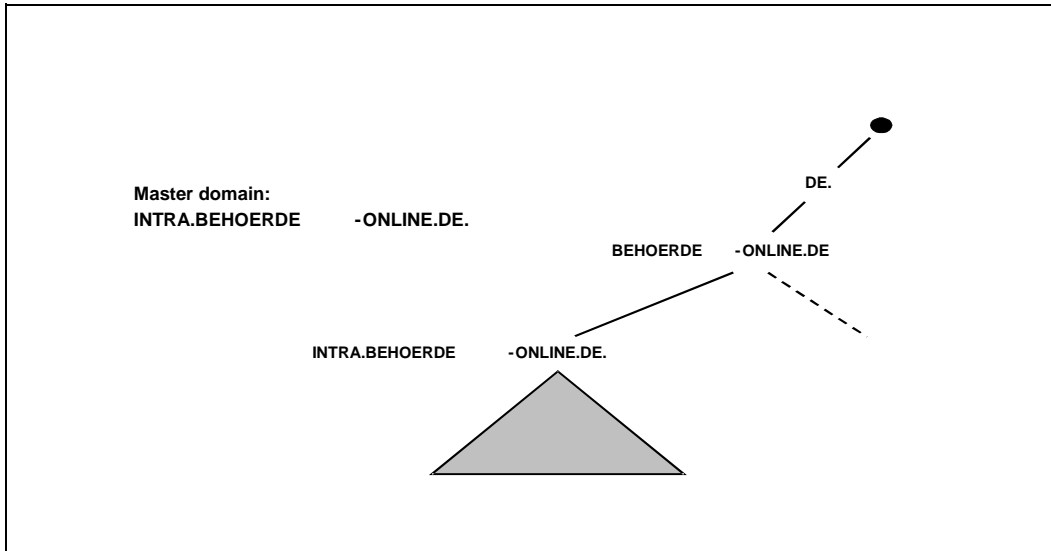 Master domain:
INTRA.BEHOERDE -ONLINE.DE.
DE.
BEHOERDE -ONLINE.DE
INTRA.BEHOERDE -ONLINE.DE.